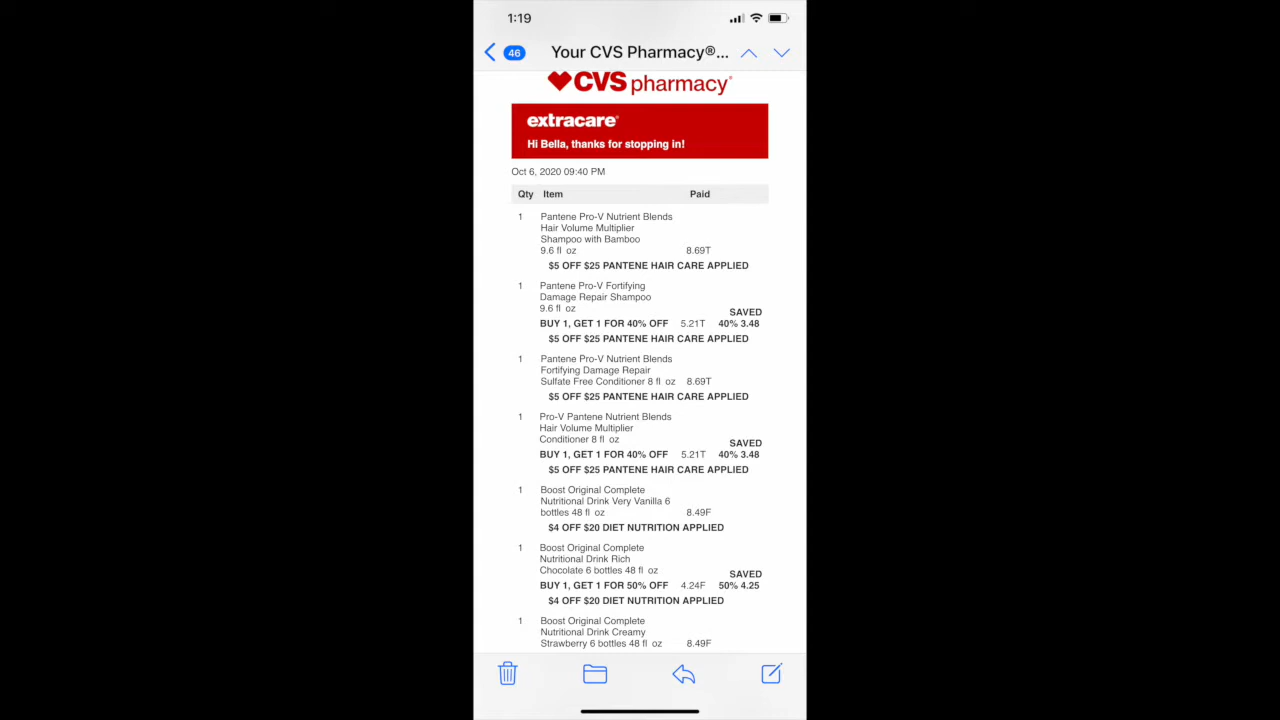 1:19
46
Your CVS Pharmacy®...
CVS pharmacy®
extracare®
Hi Bella, thanks for stopping in!
Oct 6, 2020 09:40 PM
Qty Item Paid
1 Pantene Pro-V Nutrient Blends
Hair Volume Multiplier
Shampoo with Bamboo
9.6 fl oz 8.69T
$5 OFF $25 PANTENE HAIR CARE APPLIED
1 Pantene Pro-V Fortifying
Damage Repair Shampoo
9.6 fl oz
SAVED
BUY 1, GET 1 FOR 40% OFF 5.21T 40% 3.48
$5 OFF $25 PANTENE HAIR CARE APPLIED
1 Pantene Pro-V Nutrient Blends
Fortifying Damage Repair
Sulfate Free Conditioner 8 fl oz 8.69T
$5 OFF $25 PANTENE HAIR CARE APPLIED
1 Pro-V Pantene Nutrient Blends
Hair Volume Multiplier
Conditioner 8 fl oz
SAVED
BUY 1, GET 1 FOR 40% OFF 5.21T 40% 3.48
$5 OFF $25 PANTENE HAIR CARE APPLIED
1 Boost Original Complete
Nutritional Drink Very Vanilla 6
bottles 48 fl oz 8.49F
$4 OFF $20 DIET NUTRITION APPLIED
1 Boost Original Complete
Nutritional Drink Rich
Chocolate 6 bottles 48 fl oz
SAVED
BUY 1, GET 1 FOR 50% OFF 4.24F 50% 4.25
$4 OFF $20 DIET NUTRITION APPLIED
1 Boost Original Complete
Nutritional Drink Creamy
Strawberry 6 bottles 48 fl oz 8.49F